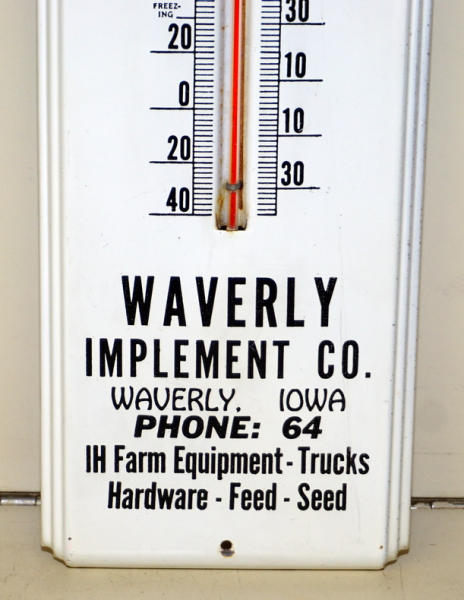 FREEZ-
ING
30
20
10
0
10
20
30
40
WAVERLY
IMPLEMENT CO.
WAVERLY, IOWA
PHONE: 64
IH Farm Equipment - Trucks
Hardware - Feed - Seed